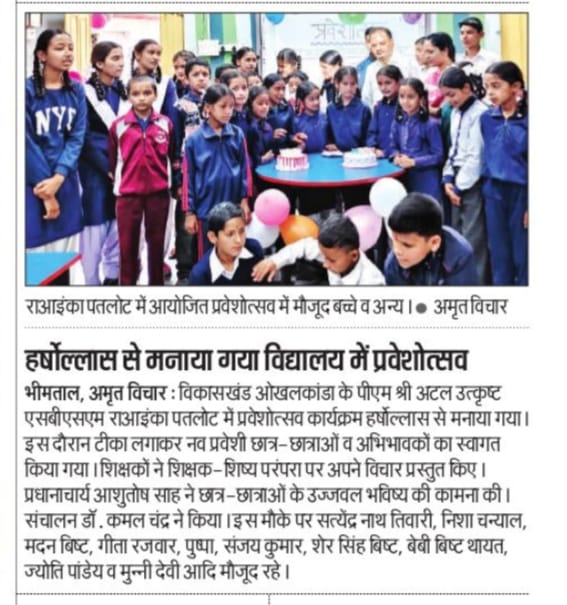 प्रवेशोत
NYC
राआइंका पतलोट में आयोजित प्रवेशोत्सव में मौजूद बच्चे व अन्य।● अमृत विचार
हर्षोल्लास से मनाया गया विद्यालय में प्रवेशोत्सव
भीमताल, अमृत विचार : विकासखंड ओखलकांडा के पीएम श्री अटल उत्कृष्ट
एसबीएसएम राआइंका पतलोट में प्रवेशोत्सव कार्यक्रम हर्षोल्लास से मनाया गया।
इस दौरान टीका लगाकर नव प्रवेशी छात्र-छात्राओं व अभिभावकों का स्वागत
किया गया। शिक्षकों ने शिक्षक-शिष्य परंपरा पर अपने विचार प्रस्तुत किए।
प्रधानाचार्य आशुतोष साह ने छात्र-छात्राओं के उज्जवल भविष्य की कामना की।
संचालन डॉ. कमल चंद्र ने किया। इस मौके पर सत्येंद्र नाथ तिवारी, निशा चन्याल,
मदन बिष्ट, गीता रजवार, पुष्पा, संजय कुमार, शेर सिंह बिष्ट, बेबी बिष्ट थायत,
ज्योति पांडेय व मुन्नी देवी आदि मौजूद रहे।